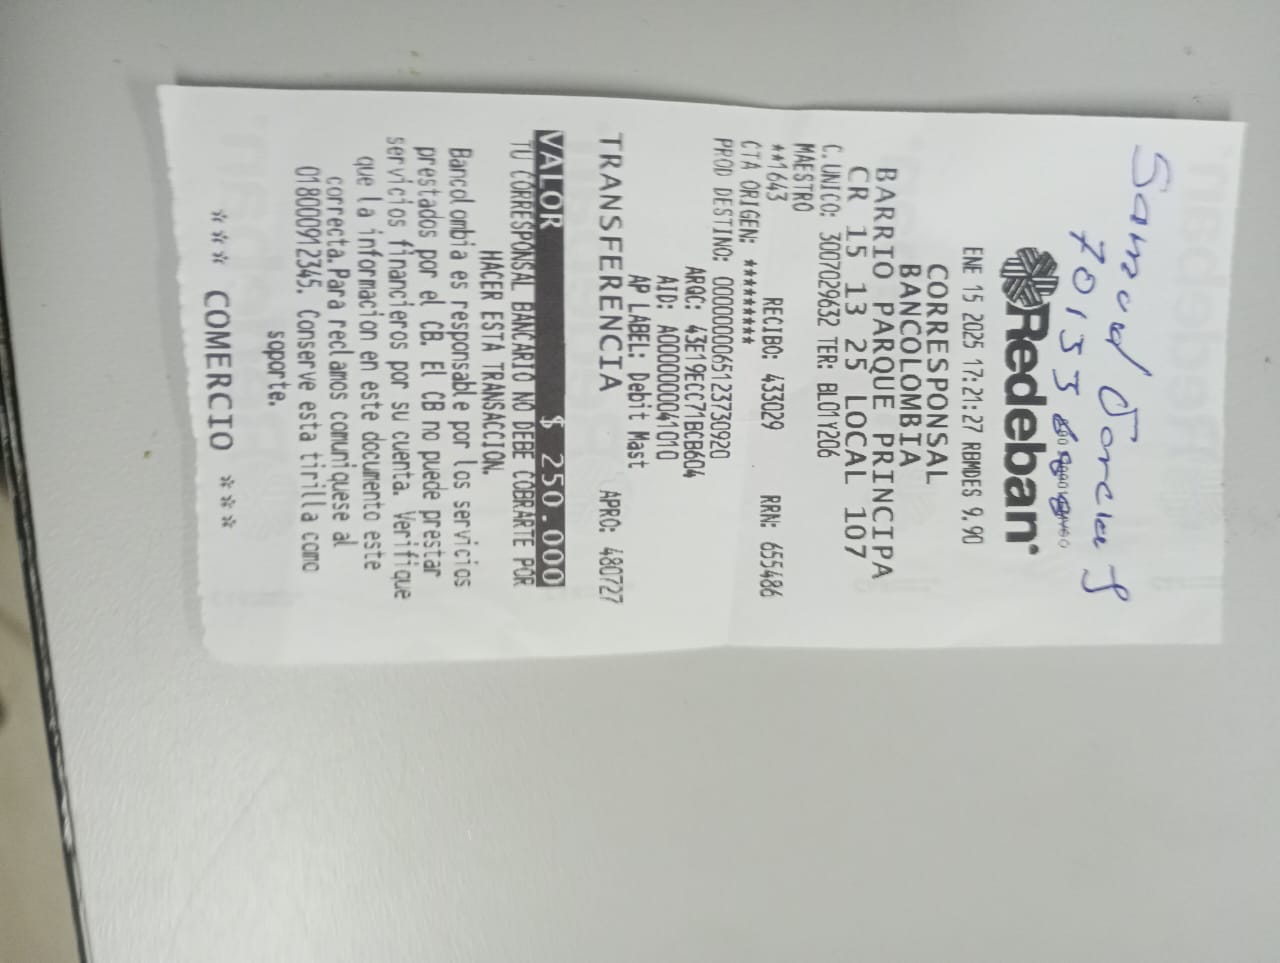 Samuel Garcia J
70.155
Redeban
ENE 15 2025 17:21:27 RBMDES 9.90
CORRESPONSAL
BANCOLOMBIA
BARRIO PARQUE PRINCIPA
CR 15 13 25 LOCAL 107
C.UNICO: 3007029632 TER: BL01Y206
MAESTRO
**1643 RECIBO: 433029 RRN: 655486
CTA ORIGEN: ********
PROD DESTINO: 000000065123730920
ARQC: 43E19ECC71BCB604
AID: A0000000041010
AP LABEL: Debit Mast
TRANSFERENCIA APRO: 480727
VALOR $ 250.000
TU CORRESPONSAL BANCARIO NO DEBE COBRARTE POR
HACER ESTA TRANSACCION.
Bancolombia es responsable por los servicios
prestados por el CB. El CB no puede prestar
servicios financieros por su cuenta. Verifique
que la informacion en este documento este
correcta.Para reclamos comuniquese al
018000912345. Conserve esta tirilla como
soporte.
*** COMERCIO ***